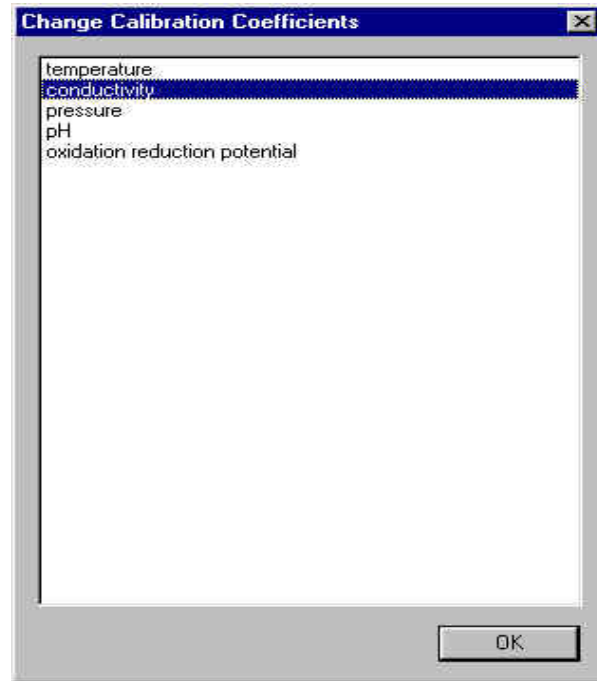 Change Calibration Coefficients
temperature
conductivity
pressure
pH
oxidation reduction potential
OK